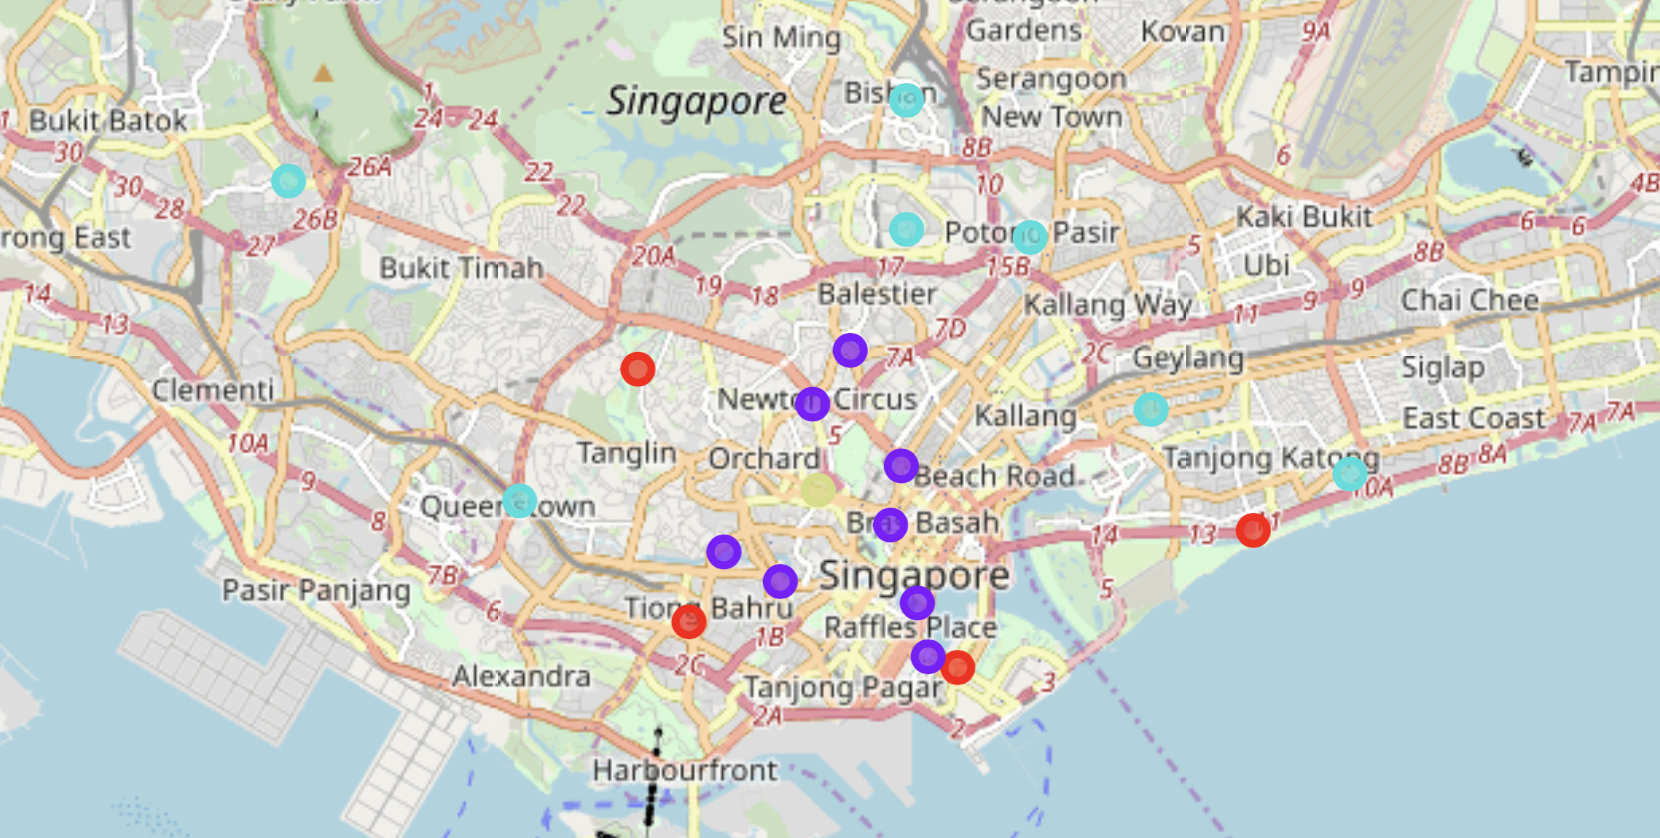 Sin Ming
Gardens
Kovan
9A
Serangoon
New Town
Tampin
Singapore
Bishan
Bukit Batok
1
24
24
30
26A
22
8B
6
30
28
26B
22
10
4B
rong East
27
Kaki Bukit
6
6
Potong Pasir
5
8B
Bukit Timah
20A
17
15B
Ubi
14
19
18
Balestier
Kallang Way
11
9
9
Chai Chee
13
7D
7A
2C
Geylang
Siglap
Clementi
Newton Circus
Kallang
East Coast
7A
7A
10A
5
Tanglin
Orchard
Tanjong Katong
8B
8A
9
Beach Road
10A
Queenstown
8
Bras Basah
14
13
11
7B
Singapore
5
Pasir Panjang
6
Tiong Bahru
1B
Raffles Place
2C
Alexandra
Tanjong Pagar
3
2A
2
Harbourfront